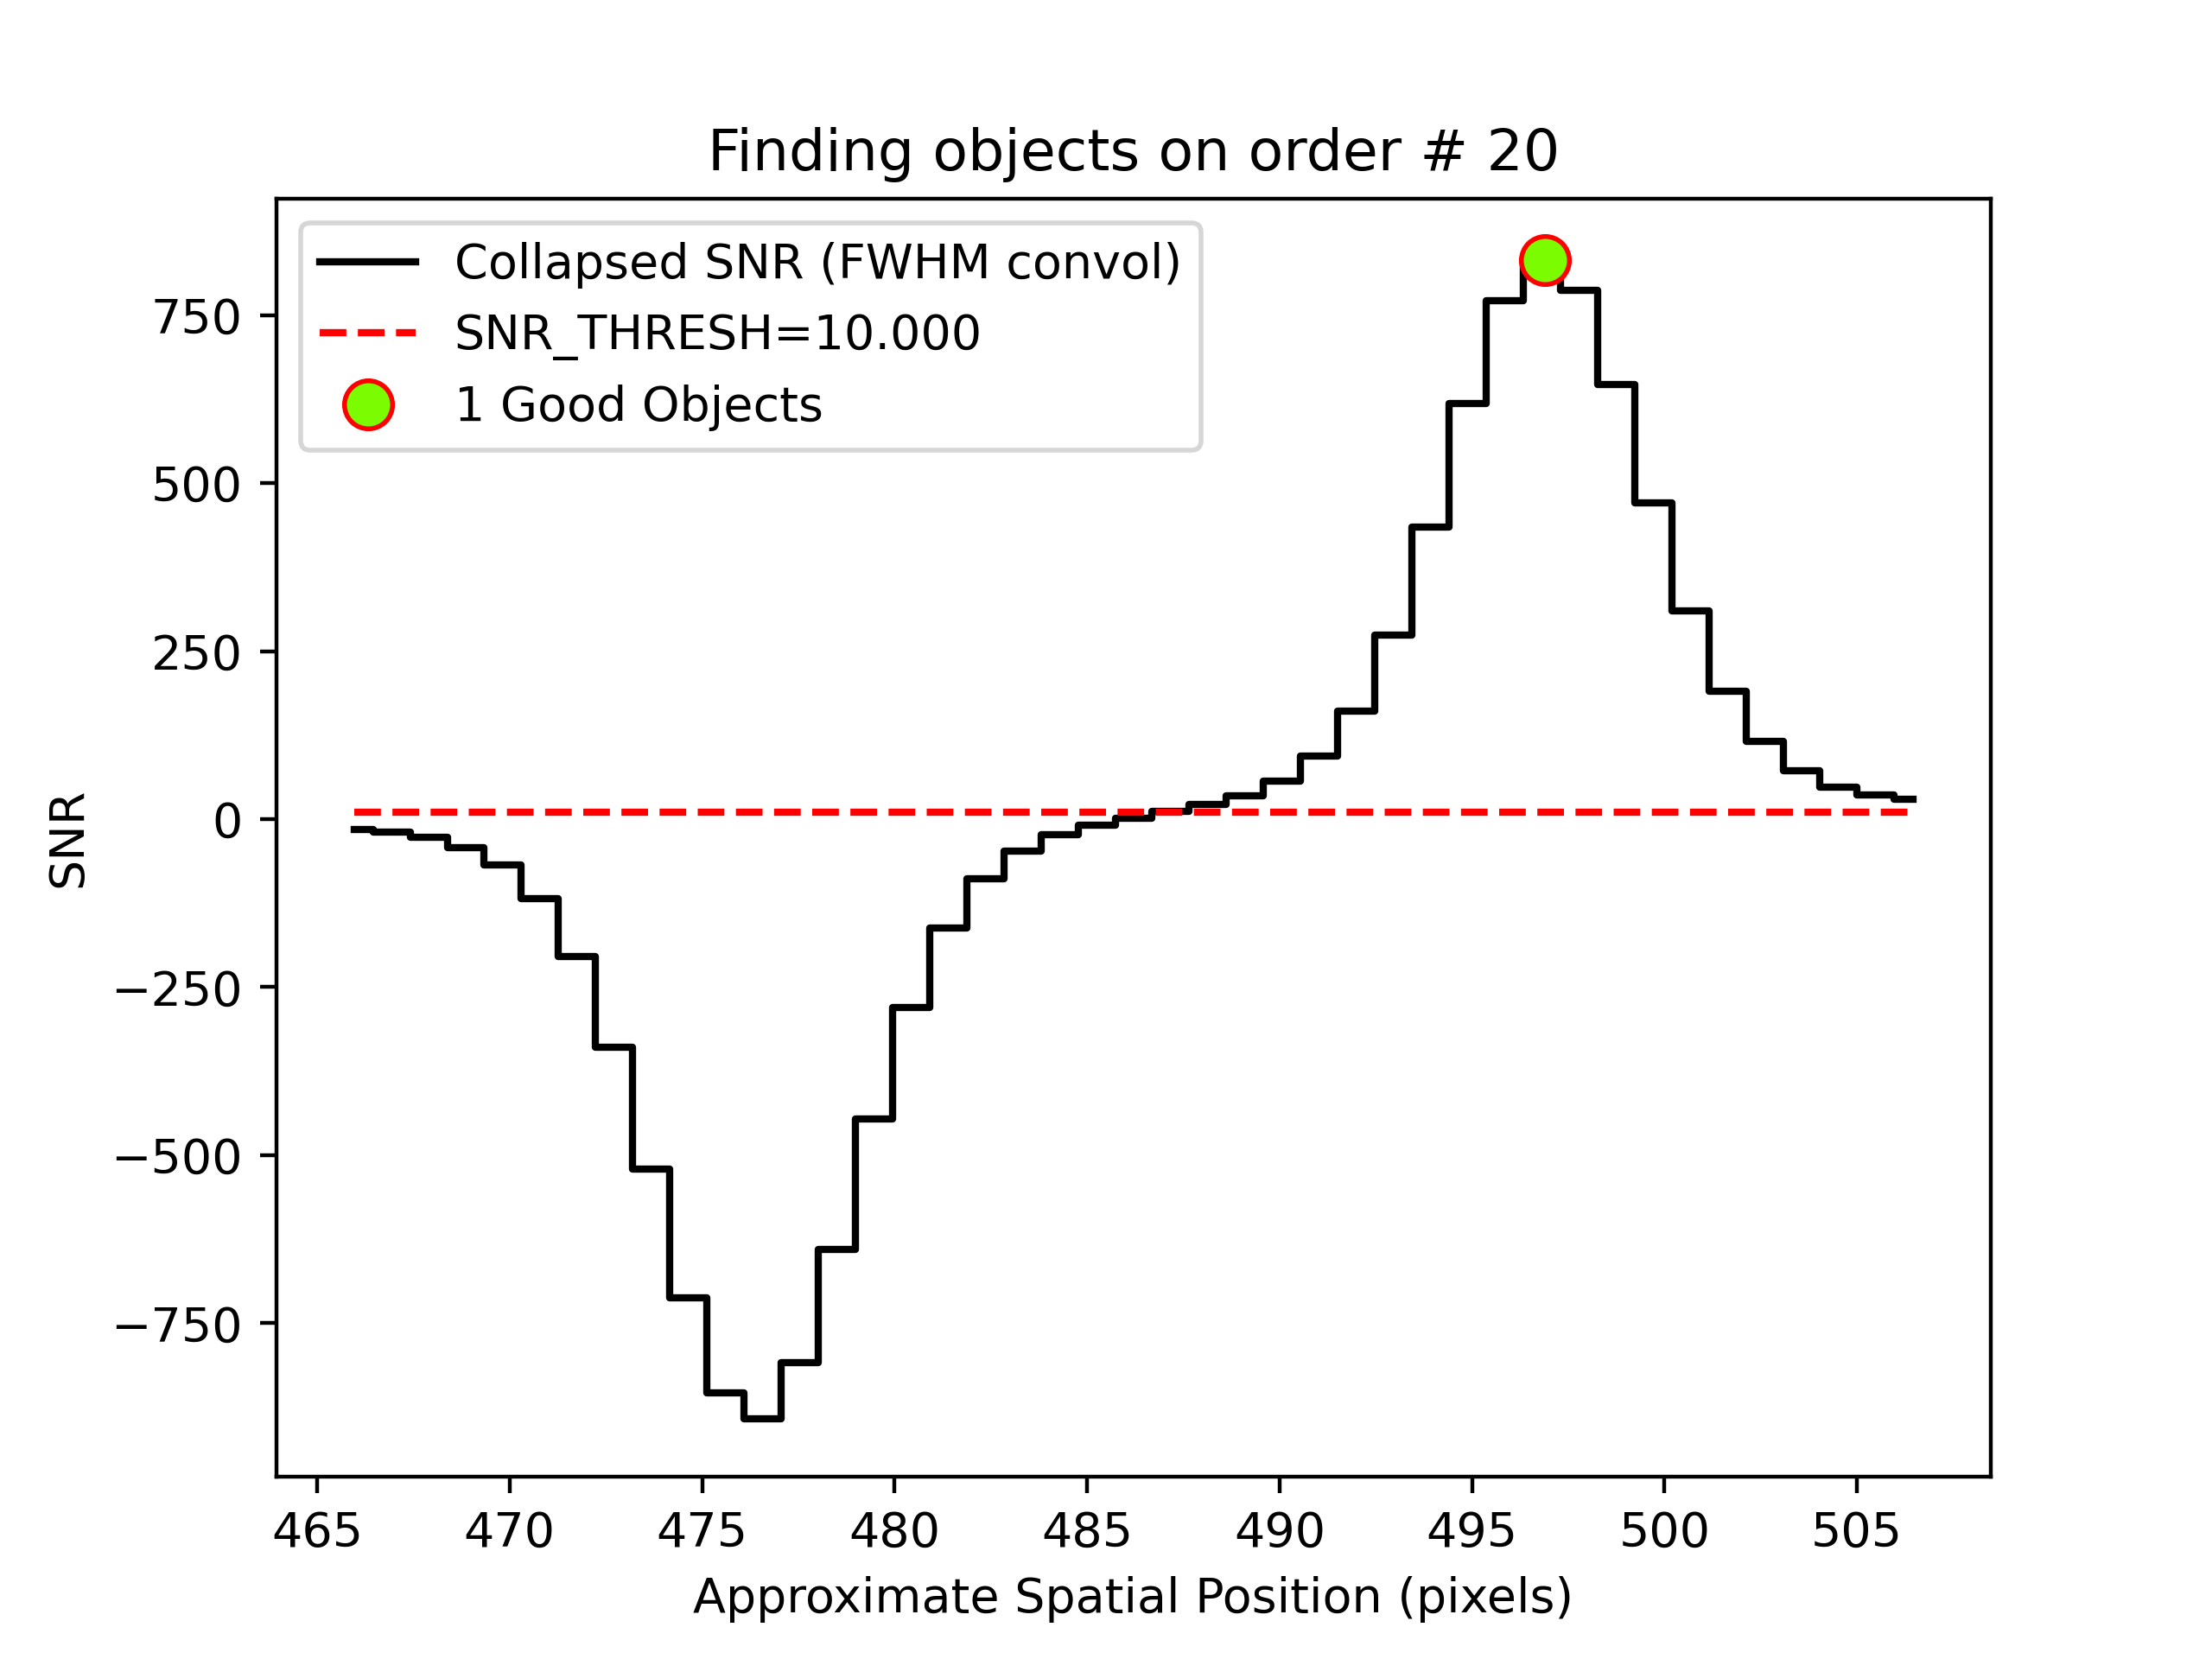 Finding objects on order # 20
Collapsed SNR (FWHM convol)
SNR_THRESH=10.000
1 Good Objects
750
500
250
0
−250
−500
−750
SNR
465 470 475 480 485 490 495 500 505
Approximate Spatial Position (pixels)